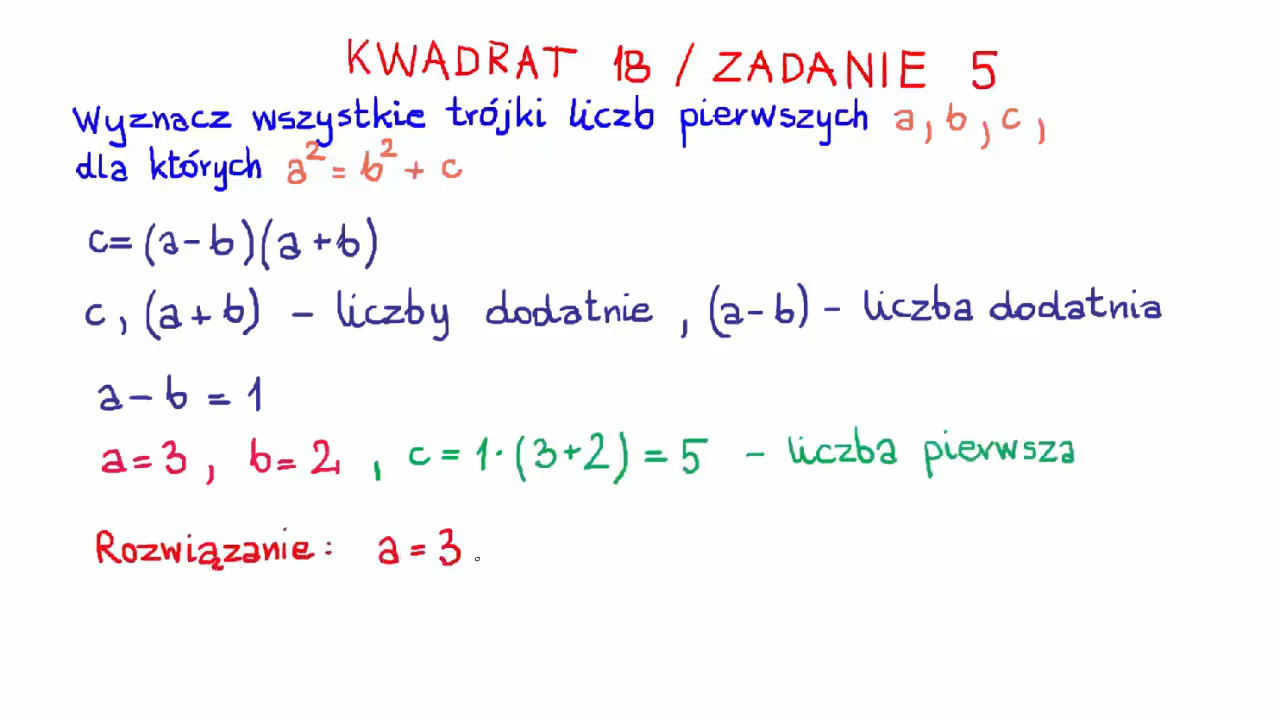 KWADRAT 18 / ZADANIE 5
Wyznacz wszystkie trójki liczb pierwszych a, b, c,
dla których a² = b² + c
c = (a - b)(a + b)
c, (a + b) - liczby dodatnie, (a - b) - liczba dodatnia
a - b = 1
a = 3, b = 2, c = 1·(3+2) = 5 - liczba pierwsza
Rozwiązanie: a = 3